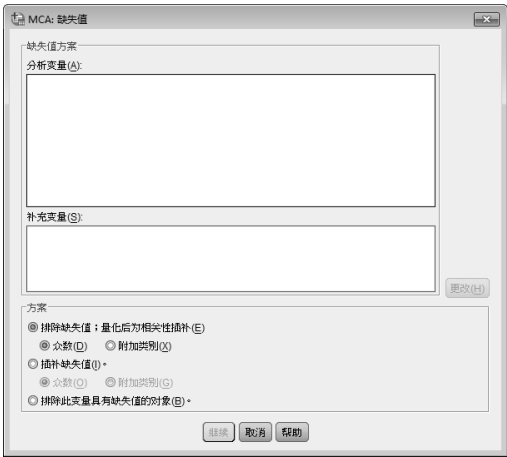 MCA: 缺失值
缺失值方案
分析变量(A):
补充变量(S):
更改(H)
方案
排除缺失值；量化后为相关性插补(E)
众数(D) 附加类别(X)
插补缺失值(I)。
众数(O) 附加类别(G)
排除此变量具有缺失值的对象(B)。
继续 取消 帮助